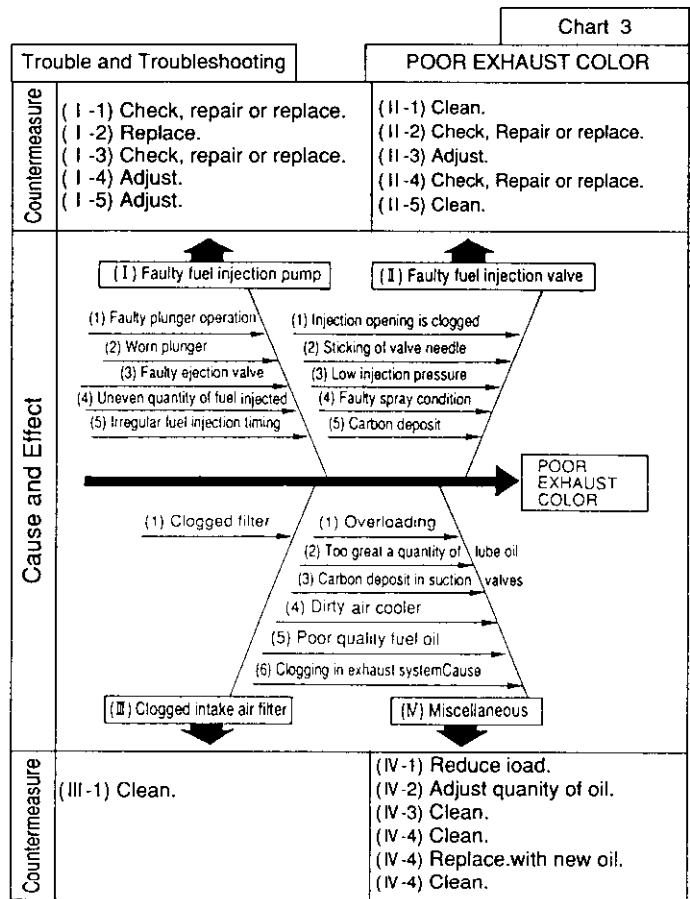 Chart 3
Trouble and Troubleshooting
POOR EXHAUST COLOR
Countermeasure
(I-1) Check, repair or replace.
(I-2) Replace.
(I-3) Check, repair or replace.
(I-4) Adjust.
(I-5) Adjust.
(II-1) Clean.
(II-2) Check, Repair or replace.
(II-3) Adjust.
(II-4) Check, Repair or replace.
(II-5) Clean.
Cause and Effect
(I) Faulty fuel injection pump
(II) Faulty fuel injection valve
(1) Faulty plunger operation
(2) Worn plunger
(3) Faulty ejection valve
(4) Uneven quantity of fuel injected
(5) Irregular fuel injection timing
(1) Injection opening is clogged
(2) Sticking of valve needle
(3) Low injection pressure
(4) Faulty spray condition
(5) Carbon deposit
POOR
EXHAUST
COLOR
(1) Clogged filter
(1) Overloading
(2) Too great a quantity of lube oil
(3) Carbon deposit in suction valves
(4) Dirty air cooler
(5) Poor quality fuel oil
(6) Clogging in exhaust systemCause
(III) Clogged intake air filter
(IV) Miscellaneous
Countermeasure
(III-1) Clean.
(IV-1) Reduce ioad.
(IV-2) Adjust quanity of oil.
(IV-3) Clean.
(IV-4) Clean.
(IV-4) Replace.with new oil.
(IV-4) Clean.